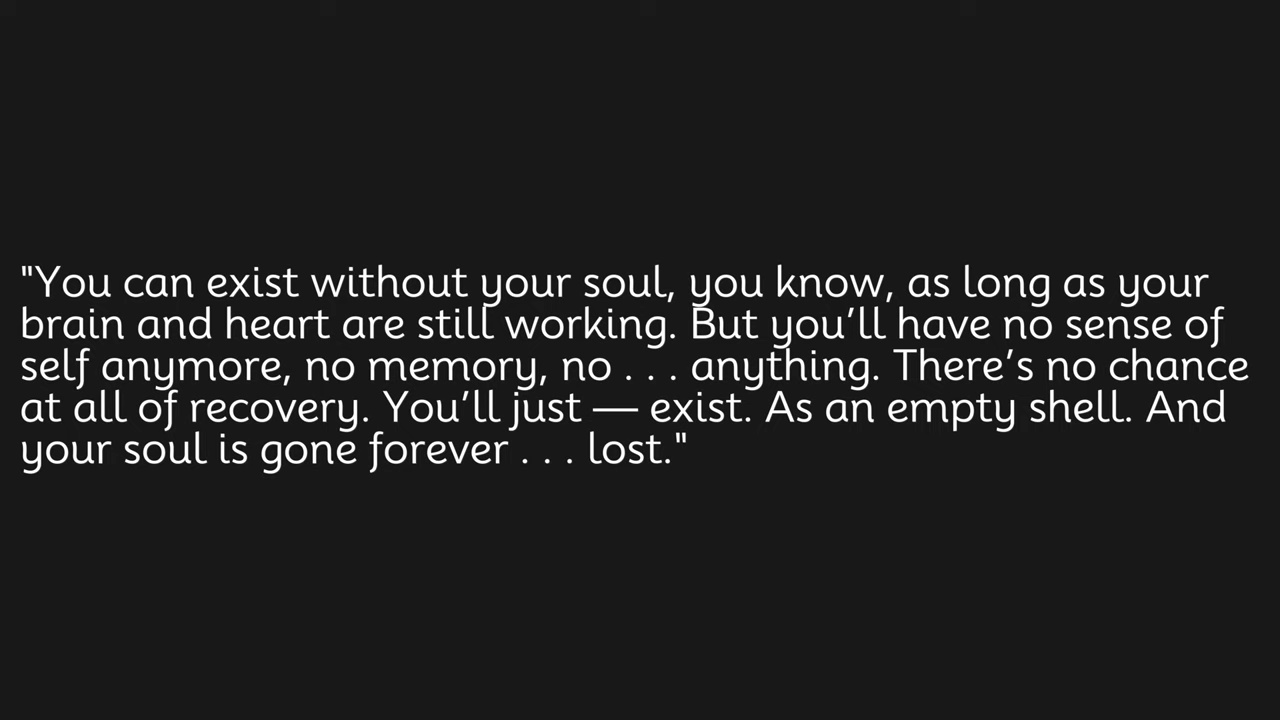 "You can exist without your soul, you know, as long as your
brain and heart are still working. But you’ll have no sense of
self anymore, no memory, no . . . anything. There’s no chance
at all of recovery. You’ll just — exist. As an empty shell. And
your soul is gone forever . . . lost."